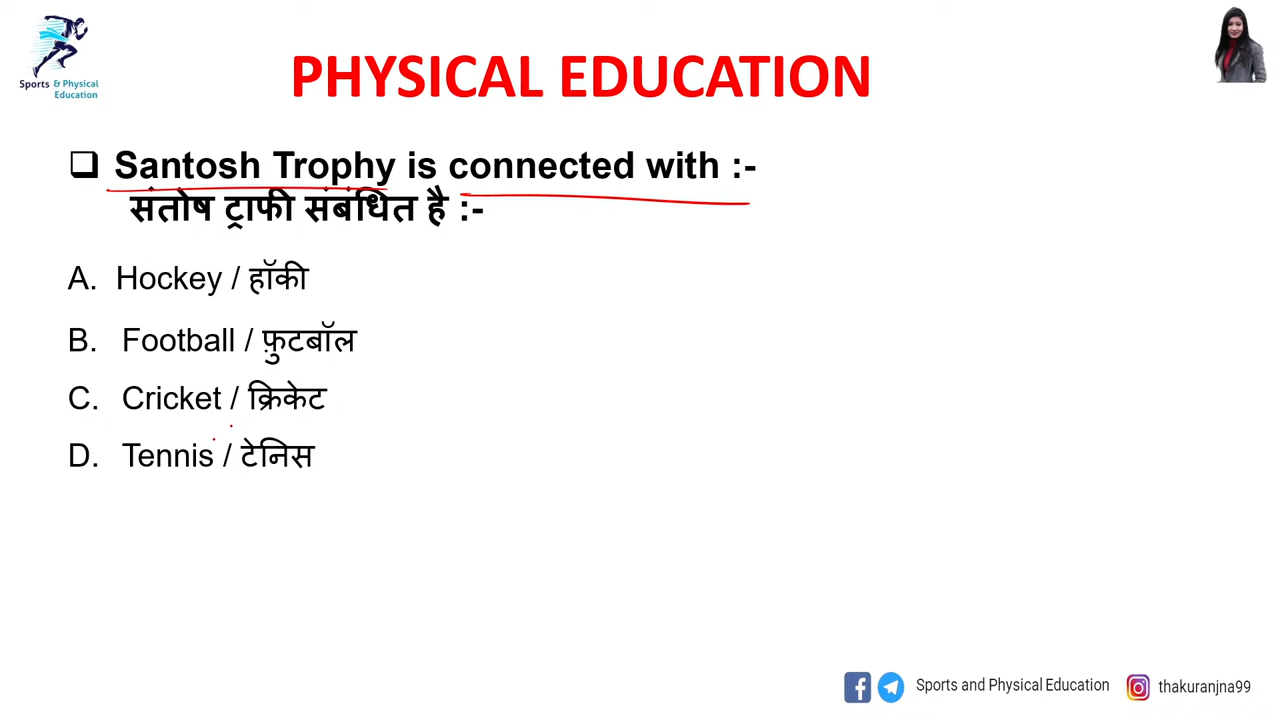 Sports & Physical
Education
PHYSICAL EDUCATION
Santosh Trophy is connected with :-
संतोष ट्राफी संबंधित है :-
A. Hockey / हॉकी
B. Football / फ़ुटबॉल
C. Cricket / क्रिकेट
D. Tennis / टेनिस
Sports and Physical Education thakuranjna99